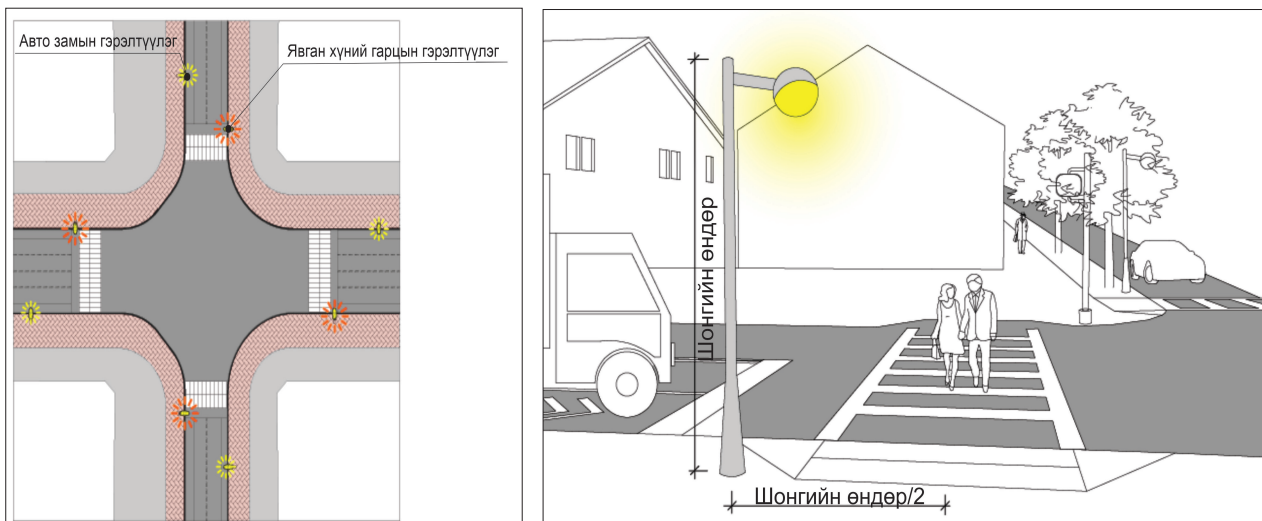 Авто замын гэрэлтүүлэг
Явган хүний гарцын гэрэлтүүлэг
Шонгийн өндөр
Шонгийн өндөр/2